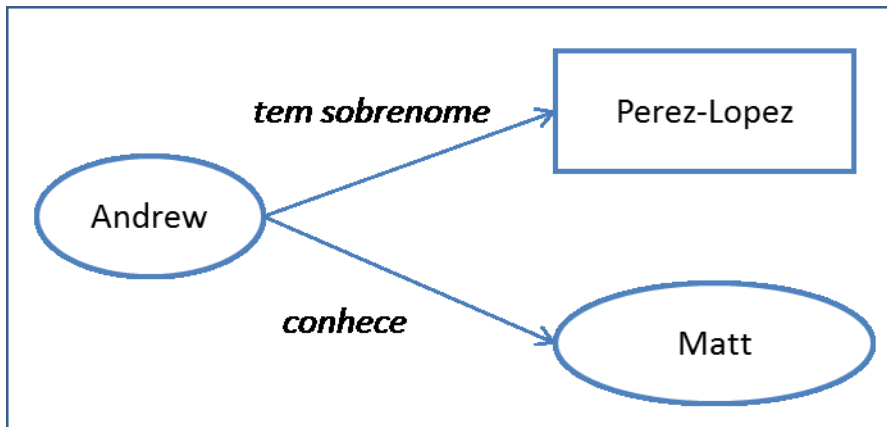 tem sobrenome
Perez-Lopez
Andrew
conhece
Matt